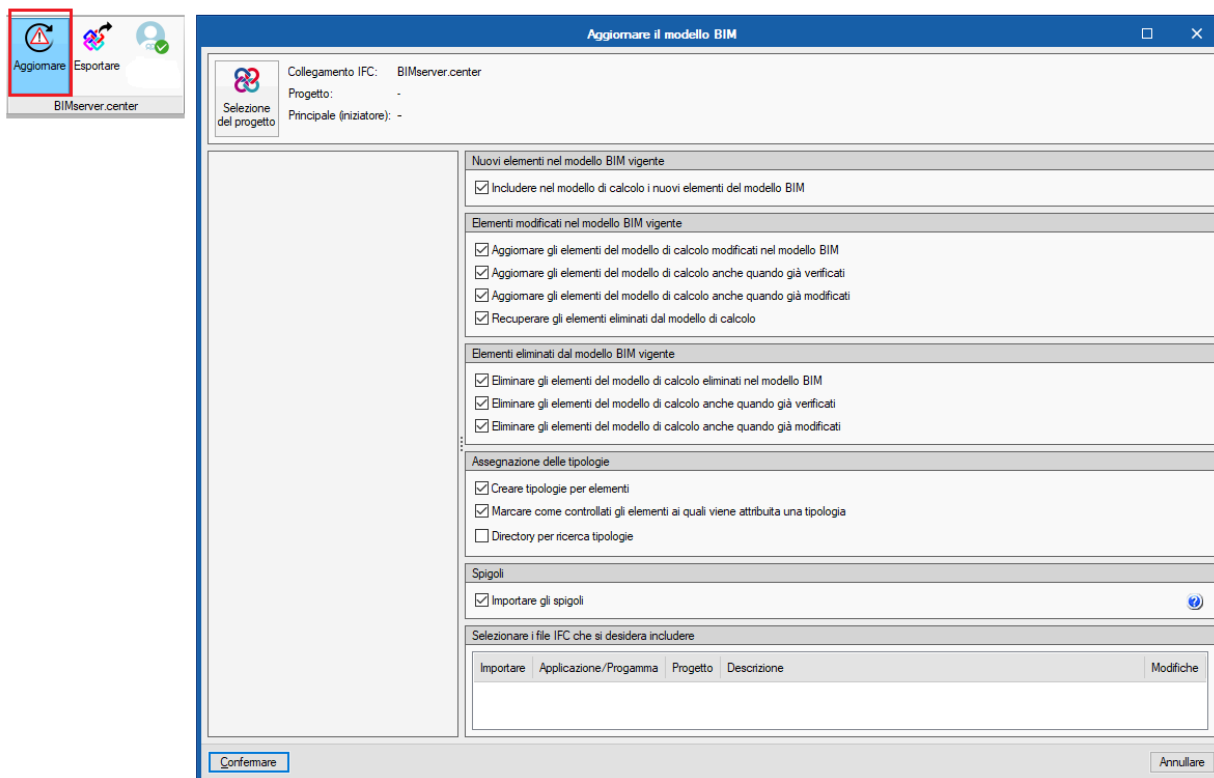 Aggiornare Esportare
BIMserver.center
Aggiornare il modello BIM
Selezione
del progetto
Collegamento IFC: BIMserver.center
Progetto: -
Principale (iniziatore): -
Nuovi elementi nel modello BIM vigente
Includere nel modello di calcolo i nuovi elementi del modello BIM
Elementi modificati nel modello BIM vigente
Aggiornare gli elementi del modello di calcolo modificati nel modello BIM
Aggiornare gli elementi del modello di calcolo anche quando già verificati
Aggiornare gli elementi del modello di calcolo anche quando già modificati
Recuperare gli elementi eliminati dal modello di calcolo
Elementi eliminati dal modello BIM vigente
Eliminare gli elementi del modello di calcolo eliminati nel modello BIM
Eliminare gli elementi del modello di calcolo anche quando già verificati
Eliminare gli elementi del modello di calcolo anche quando già modificati
Assegnazione delle tipologie
Creare tipologie per elementi
Marcare come controllati gli elementi ai quali viene attribuita una tipologia
Directory per ricerca tipologie
Spigoli
Importare gli spigoli
Selezionare i file IFC che si desidera includere
Importare Applicazione/Progamma Progetto Descrizione Modifiche
Confermare Annullare